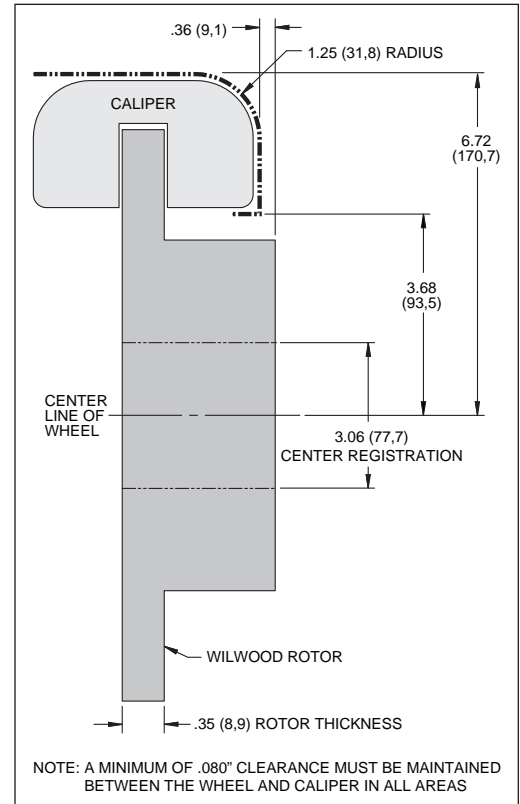 .36 (9,1)
1.25 (31,8) RADIUS
CALIPER
6.72
(170,7)
3.68
(93,5)
CENTER
LINE OF
WHEEL
3.06 (77,7)
CENTER REGISTRATION
WILWOOD ROTOR
.35 (8,9) ROTOR THICKNESS
NOTE: A MINIMUM OF .080" CLEARANCE MUST BE MAINTAINED
BETWEEN THE WHEEL AND CALIPER IN ALL AREAS